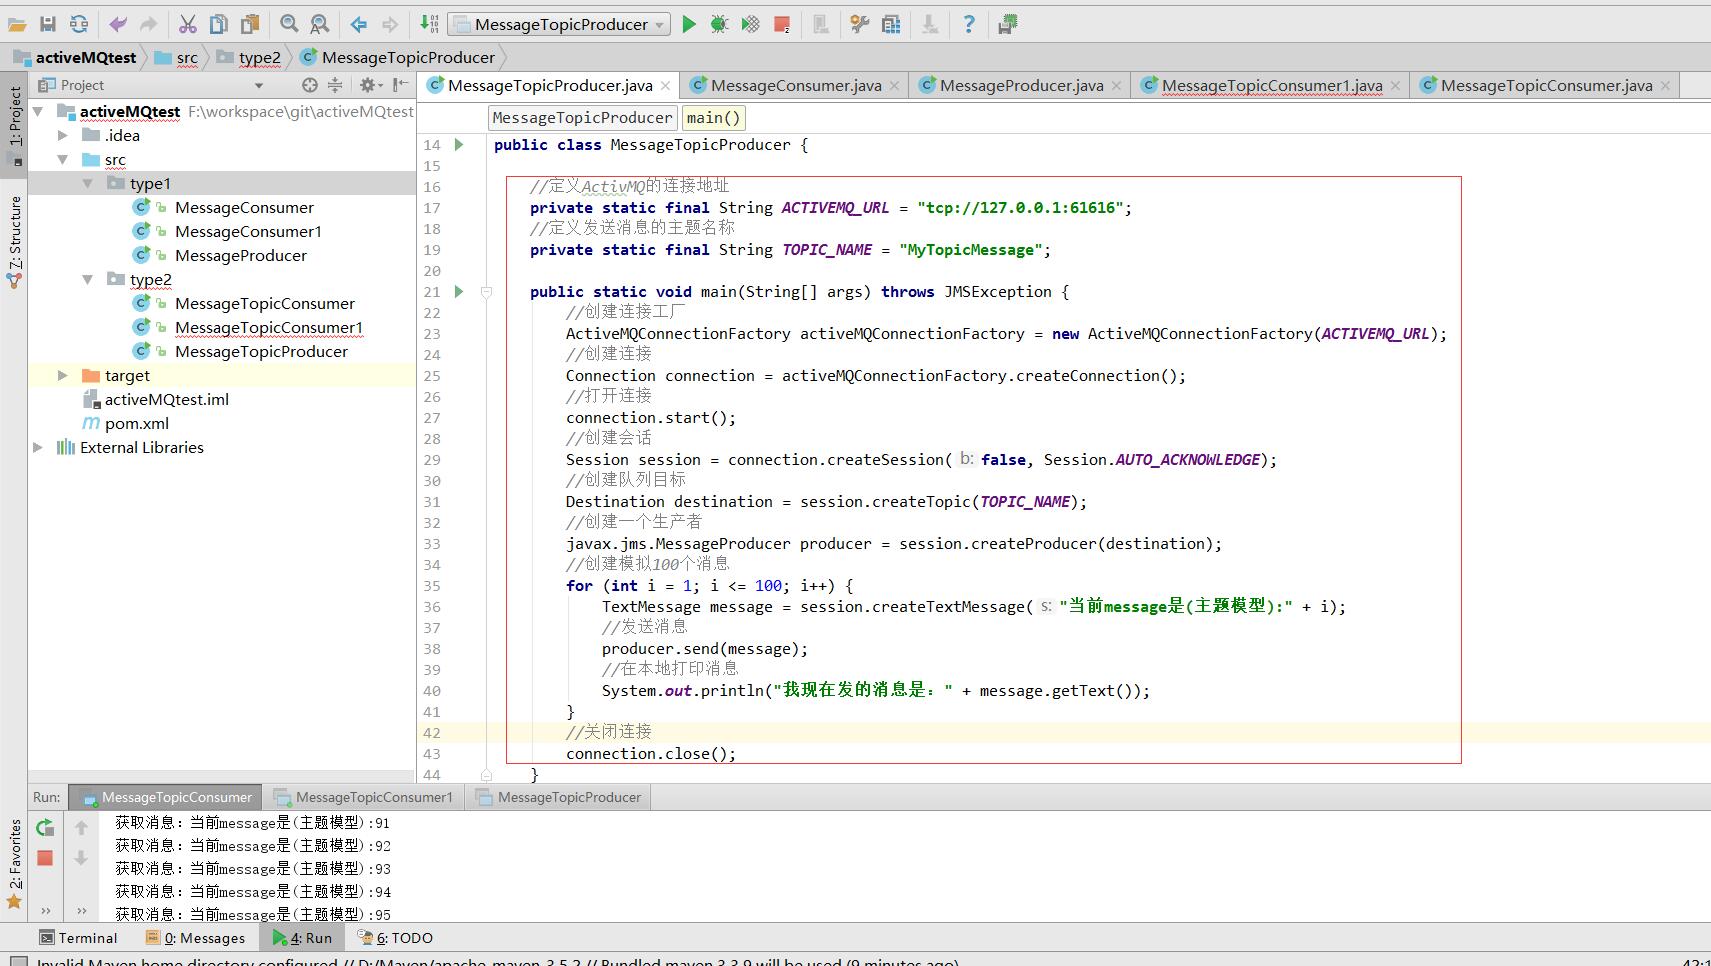 MessageTopicProducer
activeMQtest src type2 MessageTopicProducer
Project
MessageTopicProducer.java MessageConsumer.java MessageProducer.java MessageTopicConsumer1.java MessageTopicConsumer.java
1: Project
7: Structure
2: Favorites
activeMQtest F:\workspace\git\activeMQtest
.idea
src
type1
MessageConsumer
MessageConsumer1
MessageProducer
type2
MessageTopicConsumer
MessageTopicConsumer1
MessageTopicProducer
target
activeMQtest.iml
pom.xml
External Libraries
MessageTopicProducer main()
14 public class MessageTopicProducer {
15
16 //定义ActivMQ的连接地址
17 private static final String ACTIVEMQ_URL = "tcp://127.0.0.1:61616";
18 //定义发送消息的主题名称
19 private static final String TOPIC_NAME = "MyTopicMessage";
20
21 public static void main(String[] args) throws JMSException {
22 //创建连接工厂
23 ActiveMQConnectionFactory activeMQConnectionFactory = new ActiveMQConnectionFactory(ACTIVEMQ_URL);
24 //创建连接
25 Connection connection = activeMQConnectionFactory.createConnection();
26 //打开连接
27 connection.start();
28 //创建会话
29 Session session = connection.createSession( b: false, Session.AUTO_ACKNOWLEDGE);
30 //创建队列目标
31 Destination destination = session.createTopic(TOPIC_NAME);
32 //创建一个生产者
33 javax.jms.MessageProducer producer = session.createProducer(destination);
34 //创建模拟100个消息
35 for (int i = 1; i <= 100; i++) {
36 TextMessage message = session.createTextMessage( s: "当前message是(主题模型):" + i);
37 //发送消息
38 producer.send(message);
39 //在本地打印消息
40 System.out.println("我现在发的消息是：" + message.getText());
41 }
42 //关闭连接
43 connection.close();
44 }
Run: MessageTopicConsumer MessageTopicConsumer1 MessageTopicProducer
获取消息：当前message是(主题模型):91
获取消息：当前message是(主题模型):92
获取消息：当前message是(主题模型):93
获取消息：当前message是(主题模型):94
获取消息：当前message是(主题模型):95
Terminal 0: Messages 4: Run 6: TODO
Invalid Maven home directory configured // D:/Maven/apache-maven-3.5.2 // Bundled maven 3.3.9 will be used (9 minutes ago)